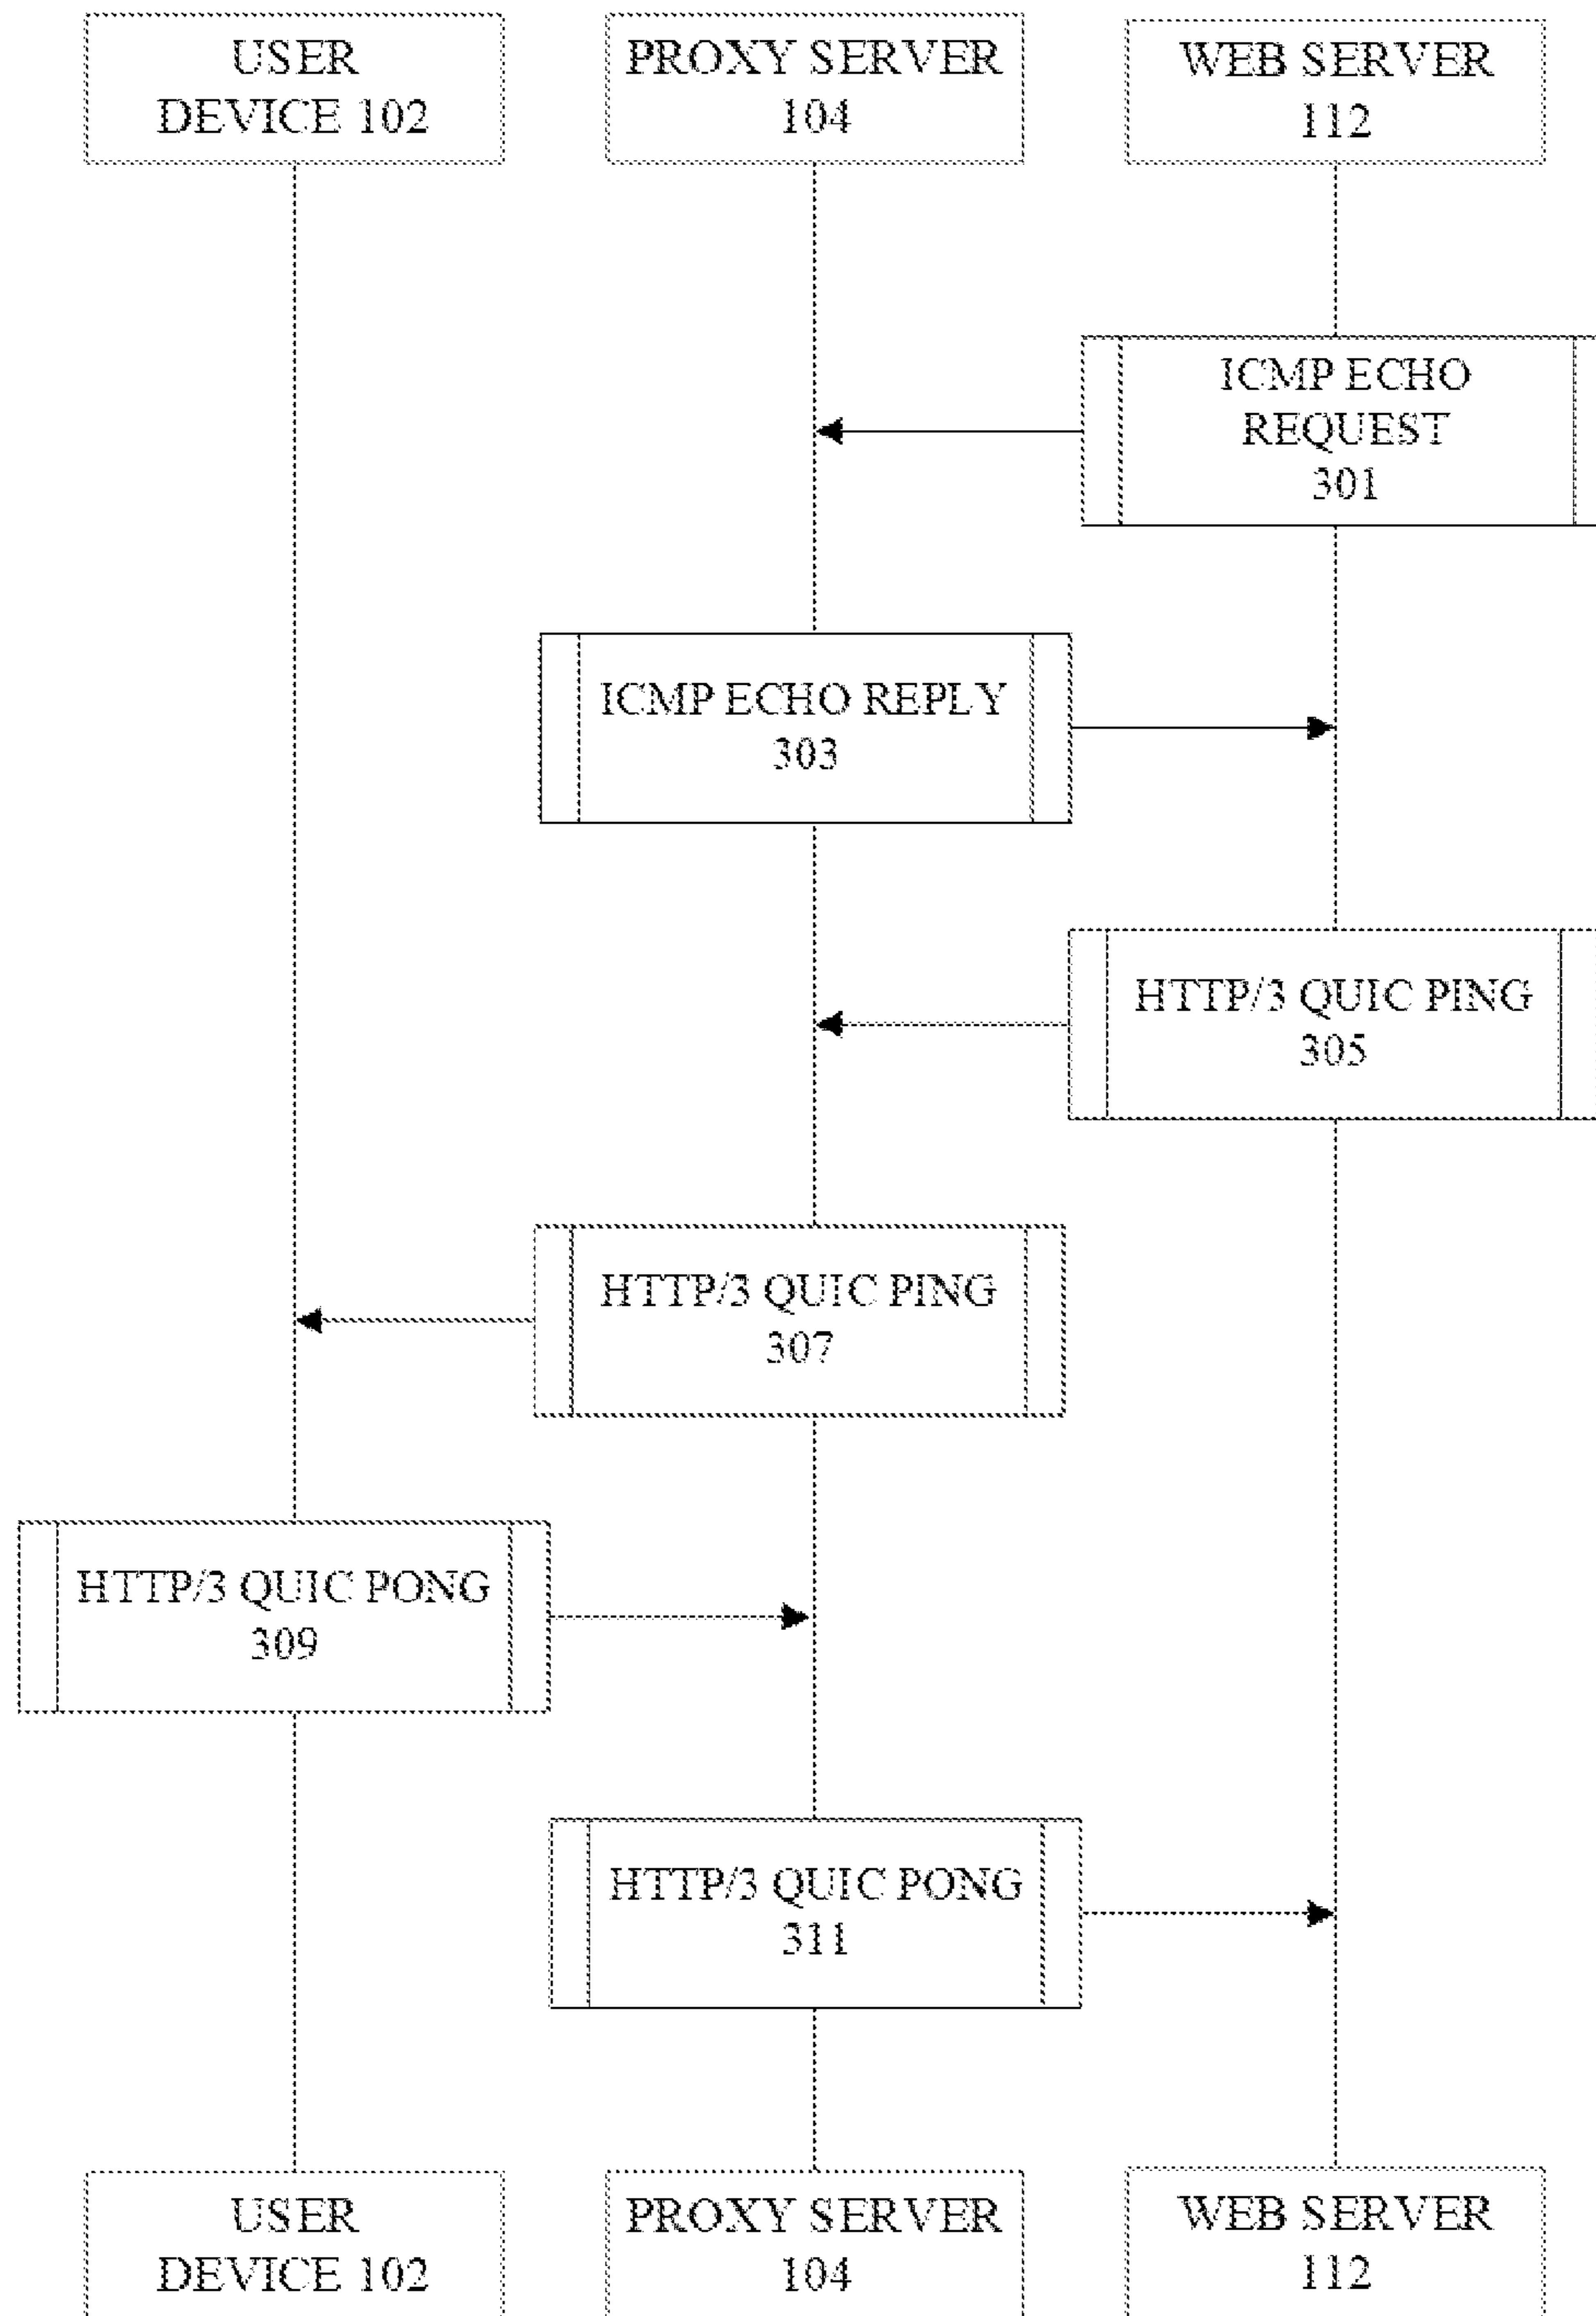 USER
DEVICE 102
PROXY SERVER
104
WEB SERVER
112
ICMP ECHO
REQUEST
301
ICMP ECHO REPLY
303
HTTP/3 QUIC PING
305
HTTP/3 QUIC PING
307
HTTP/3 QUIC PONG
309
HTTP/3 QUIC PONG
311
USER
DEVICE 102
PROXY SERVER
104
WEB SERVER
112